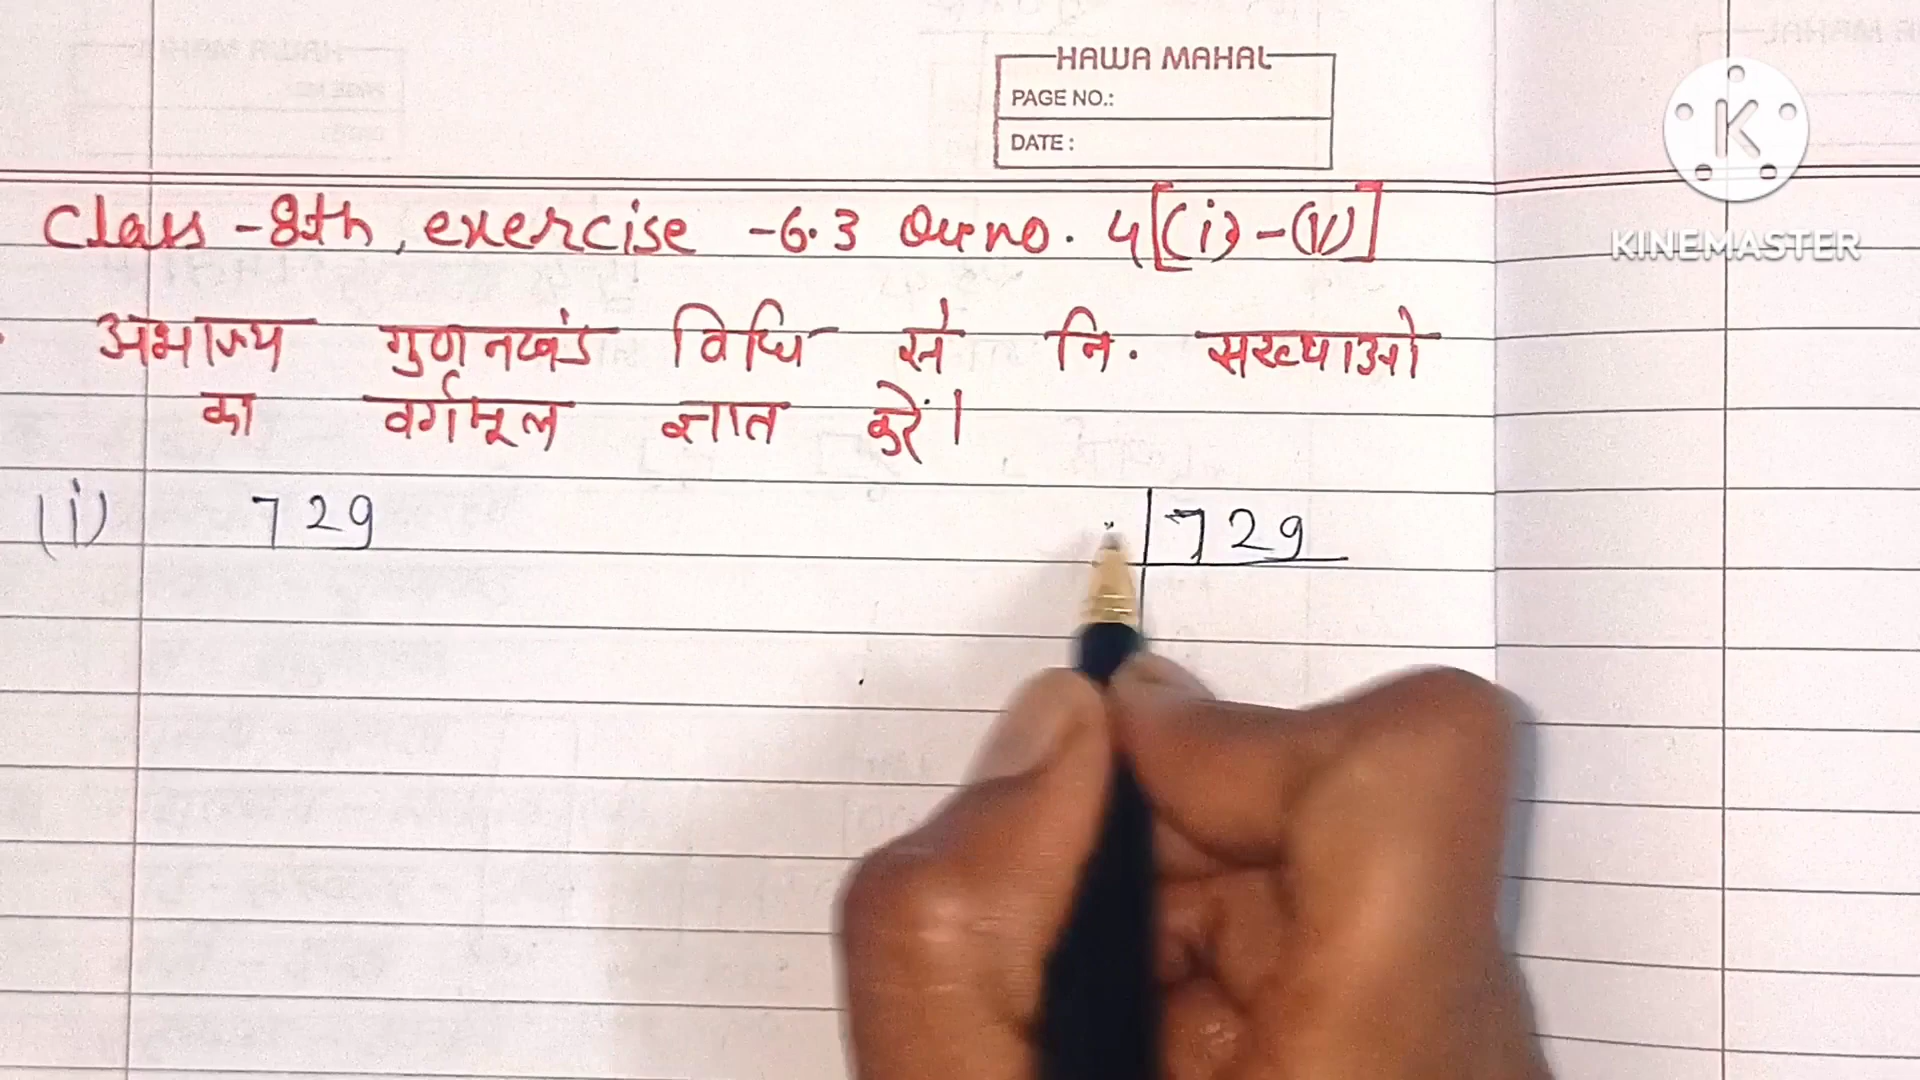 HAWA MAHAL
PAGE NO.:
DATE :
KINEMASTER
Class -8th, exercise -6.3 Que no. 4[(i)-(V)]
अभाज्य गुणनखंड विधि से नि. संख्याओ
का वर्गमूल ज्ञात करें।
(i) 729
729